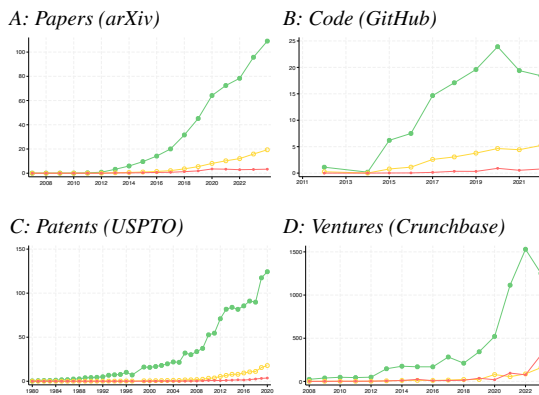 A: Papers (arXiv)
100
80
60
40
20
0
2008 2010 2012 2014 2016 2018 2020 2022
B: Code (GitHub)
25
20
15
10
5
0
2011 2013 2015 2017 2019 2021
C: Patents (USPTO)
150
100
50
0
1980 1984 1988 1992 1996 2000 2004 2008 2012 2016 2020
D: Ventures (Crunchbase)
1500
1000
500
0
2008 2010 2012 2014 2016 2018 2020 2022